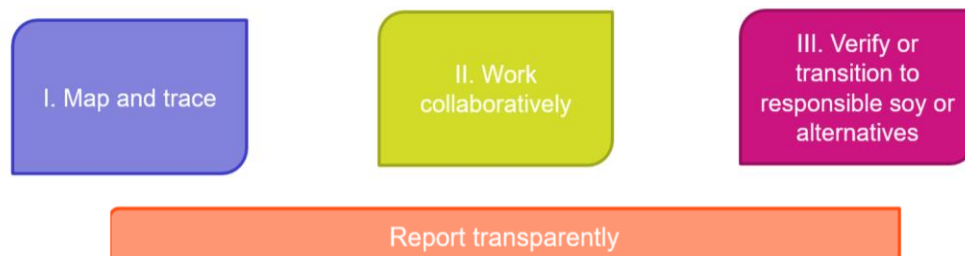 I. Map and trace
II. Work
collaboratively
III. Verify or
transition to
responsible soy or
alternatives
Report transparently